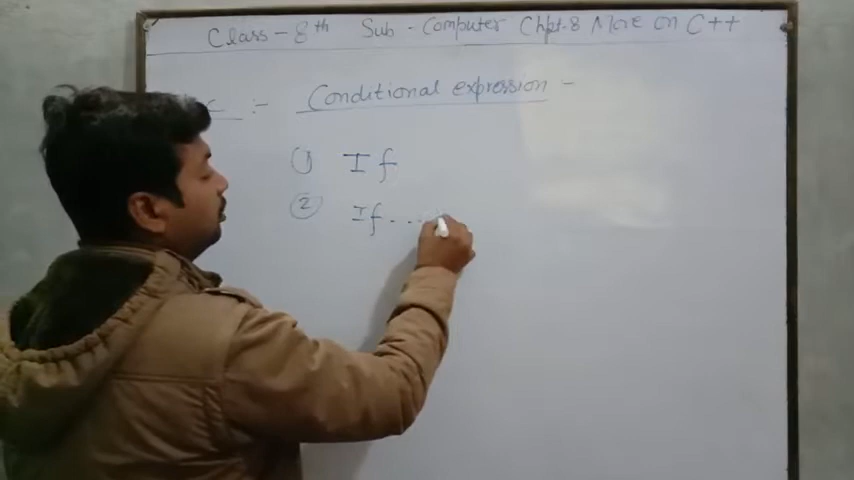 Class - 8th Sub - Computer Chpt.8 More on C++
:- Conditional expression -
① If
② If....